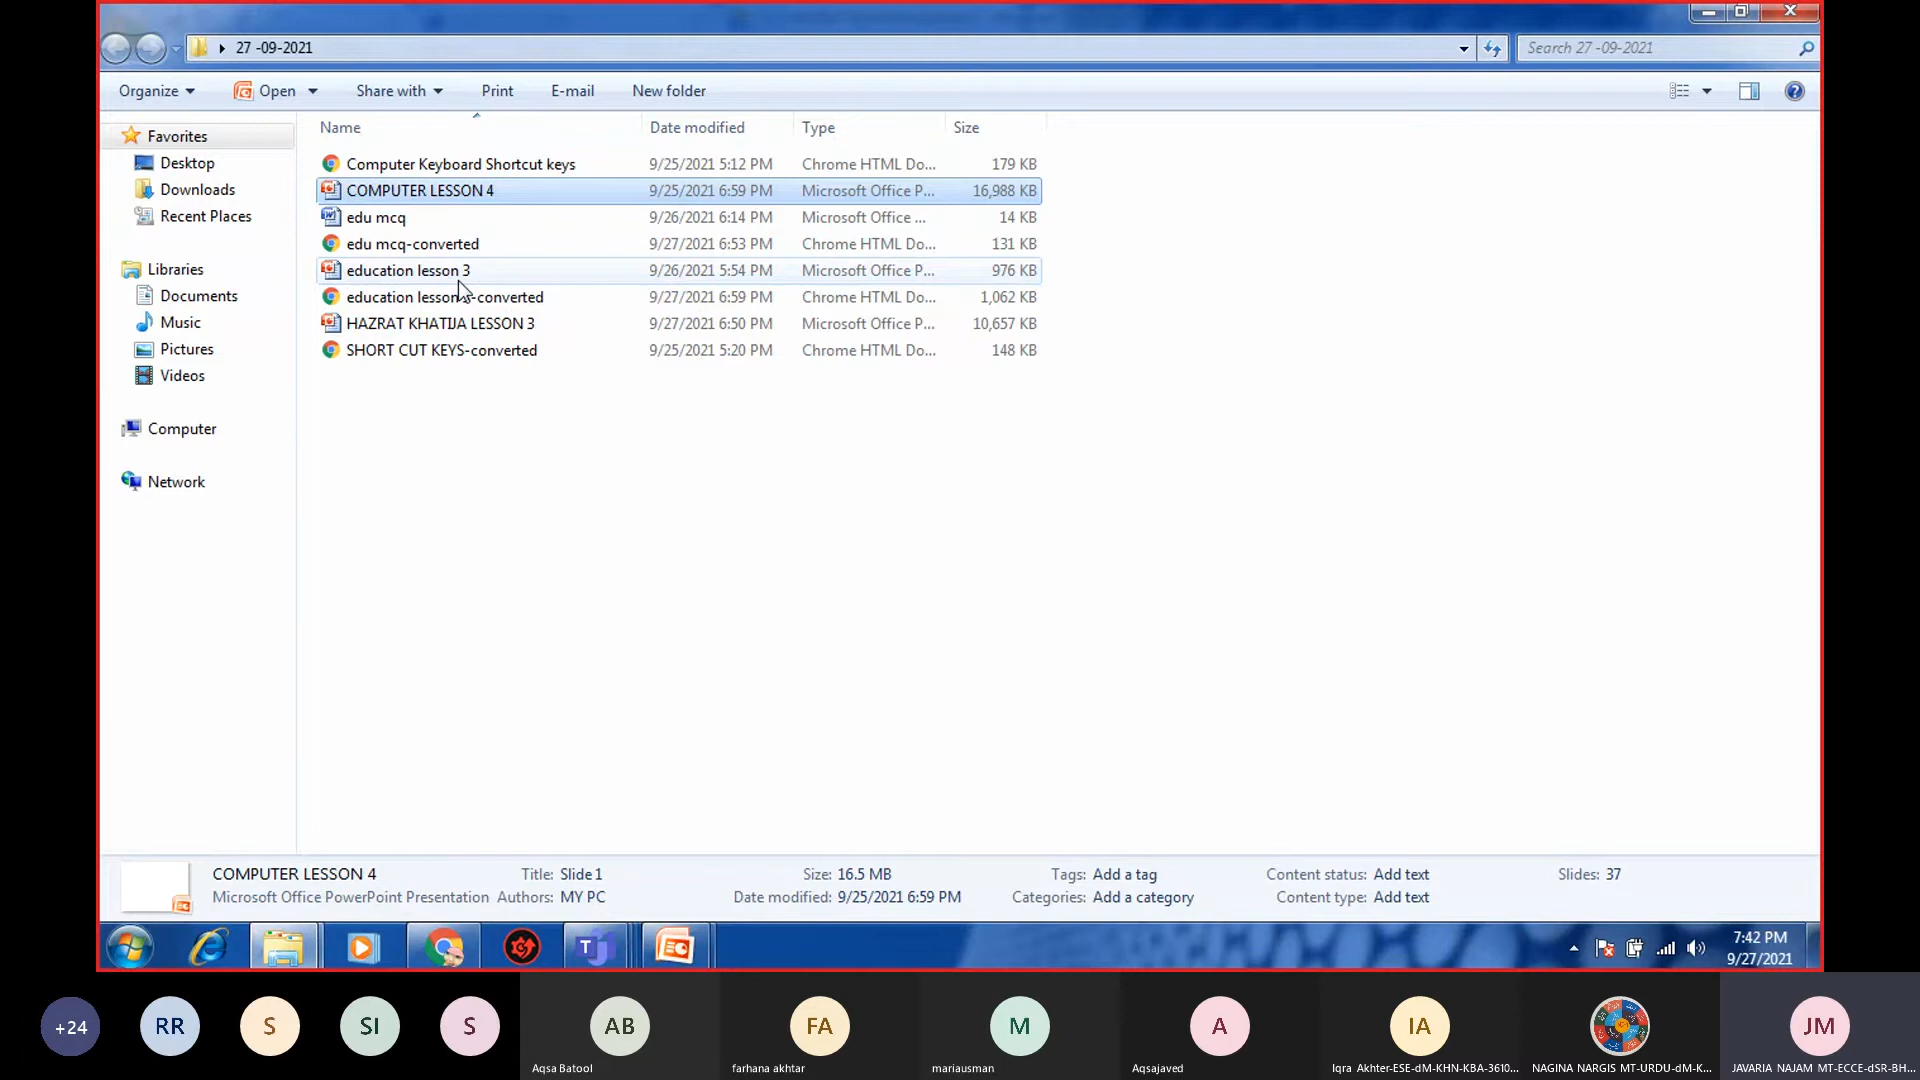 27 -09-2021
Search 27 -09-2021
Organize Open Share with Print E-mail New folder
Name Date modified Type Size
Favorites
Desktop
Downloads
Recent Places
Libraries
Documents
Music
Pictures
Videos
Computer
Network
Computer Keyboard Shortcut keys 9/25/2021 5:12 PM Chrome HTML Do... 179 KB
COMPUTER LESSON 4 9/25/2021 6:59 PM Microsoft Office P... 16,988 KB
edu mcq 9/26/2021 6:14 PM Microsoft Office ... 14 KB
edu mcq-converted 9/27/2021 6:53 PM Chrome HTML Do... 131 KB
education lesson 3 9/26/2021 5:54 PM Microsoft Office P... 976 KB
education lesson -converted 9/27/2021 6:59 PM Chrome HTML Do... 1,062 KB
HAZRAT KHATIJA LESSON 3 9/27/2021 6:50 PM Microsoft Office P... 10,657 KB
SHORT CUT KEYS-converted 9/25/2021 5:20 PM Chrome HTML Do... 148 KB
COMPUTER LESSON 4 Title: Slide 1 Size: 16.5 MB Tags: Add a tag Content status: Add text Slides: 37
Microsoft Office PowerPoint Presentation Authors: MY PC Date modified: 9/25/2021 6:59 PM Categories: Add a category Content type: Add text
7:42 PM
9/27/2021
+24 RR S SI S AB FA M A IA JM
Aqsa Batool farhana akhtar mariausman Aqsajaved Iqra Akhter-ESE-dM-KHN-KBA-3610... NAGINA NARGIS MT-URDU-dM-K... JAVARIA NAJAM MT-ECCE-dSR-BH...